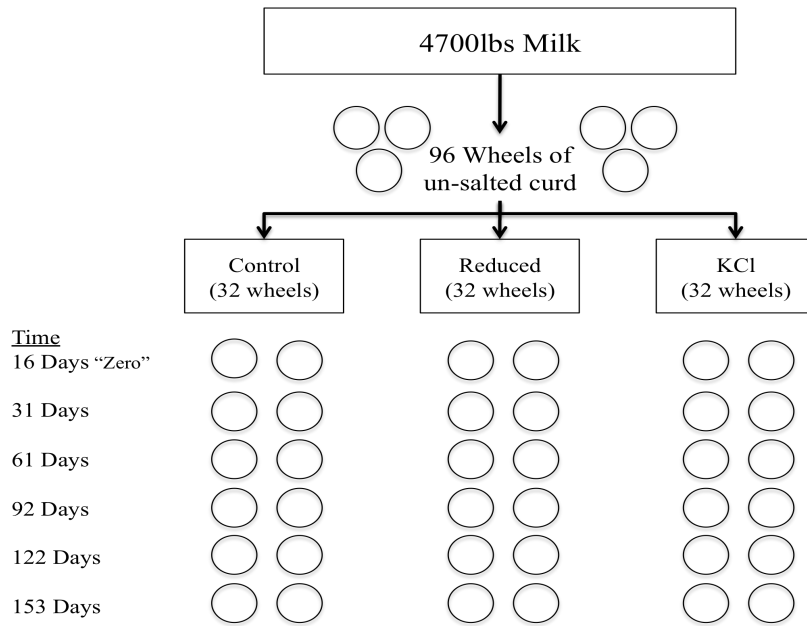 4700lbs Milk
96 Wheels of
un-salted curd
Control
(32 wheels)
Reduced
(32 wheels)
KCl
(32 wheels)
Time
16 Days “Zero”
31 Days
61 Days
92 Days
122 Days
153 Days